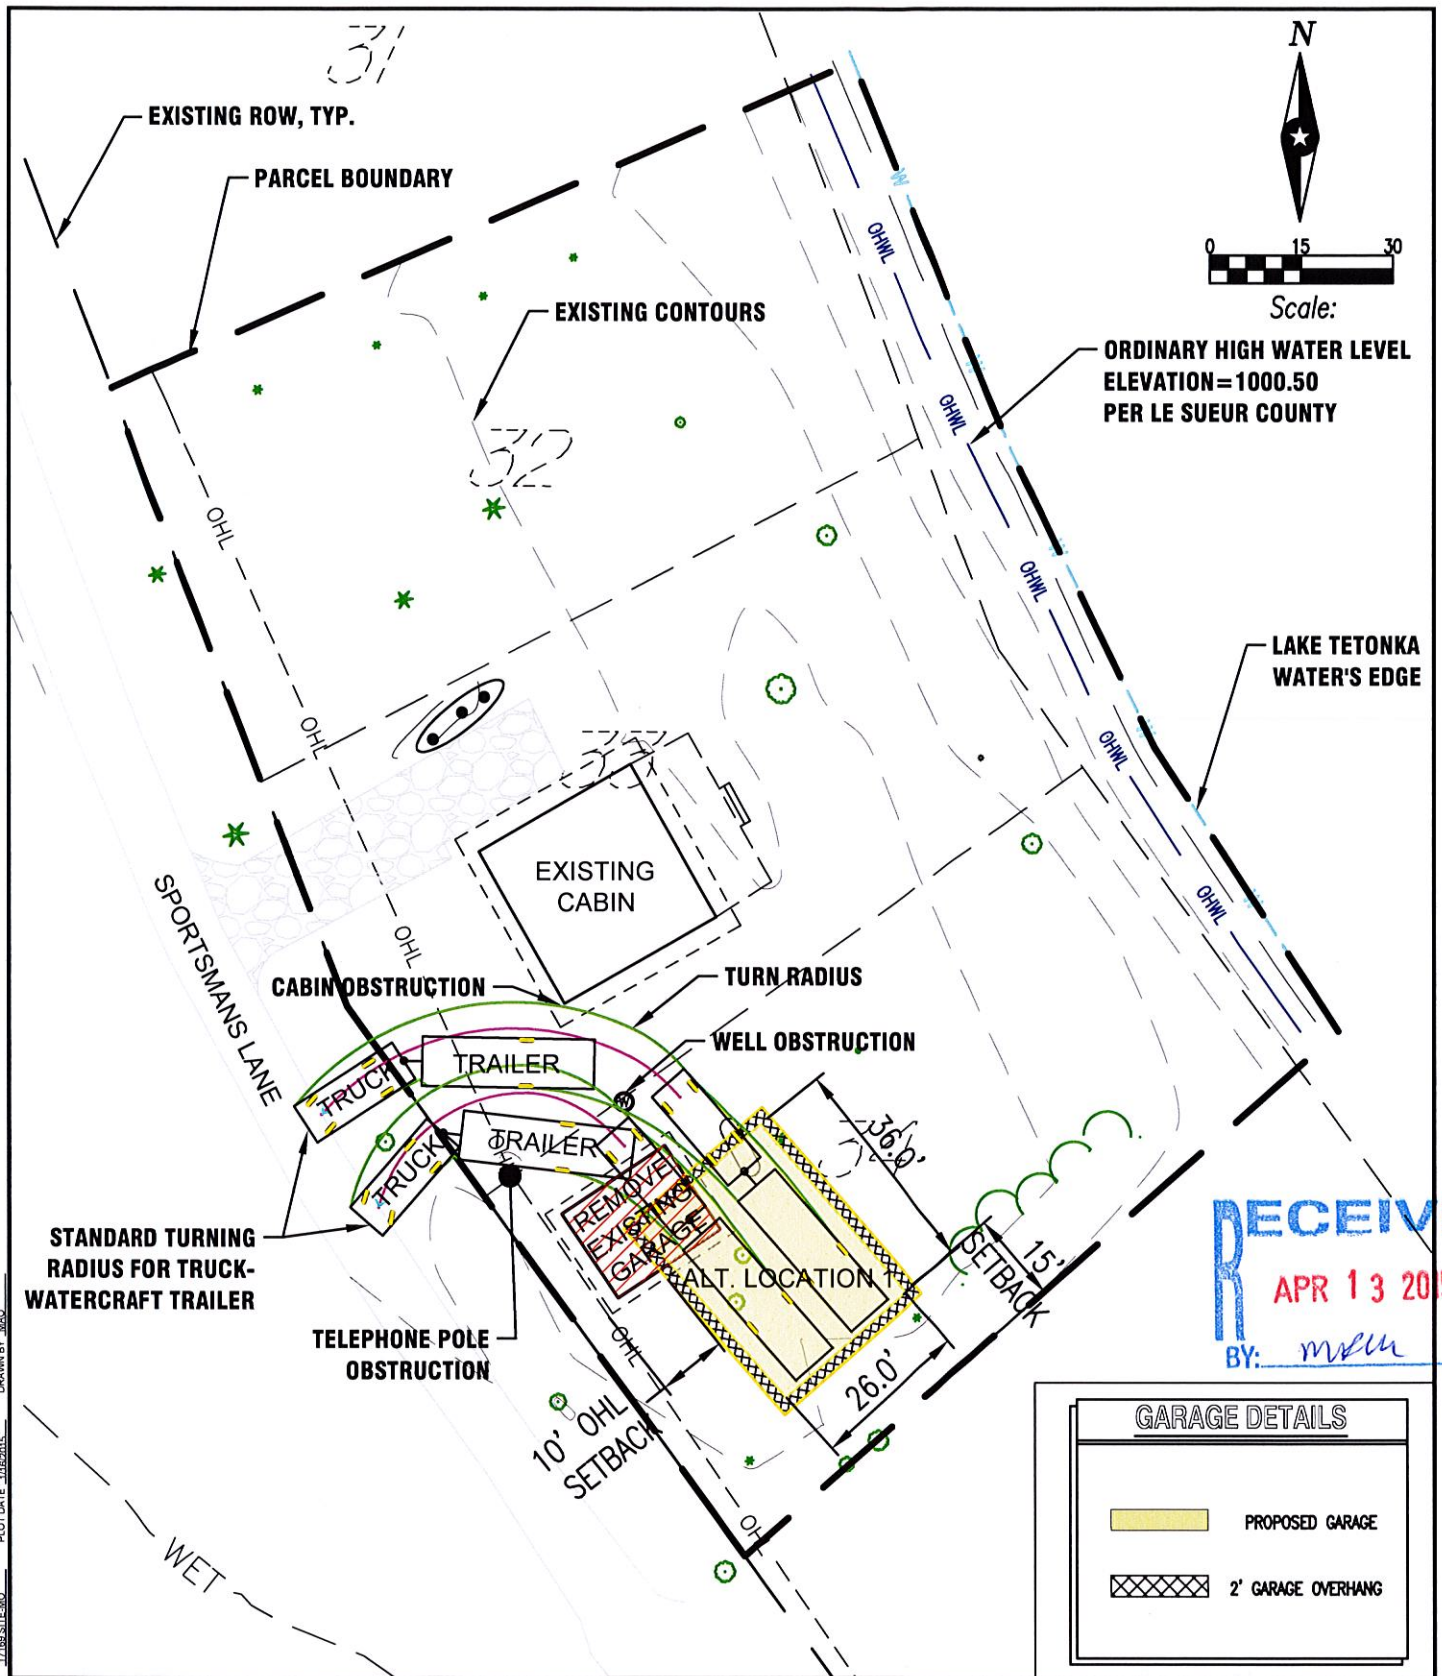 31
N
EXISTING ROW, TYP.
PARCEL BOUNDARY
0 15 30
Scale:
EXISTING CONTOURS
ORDINARY HIGH WATER LEVEL
ELEVATION=1000.50
PER LE SUEUR COUNTY
OHWL
OHWL
OHWL
OHWL
OHWL
32
OHL
OHL
OHL
LAKE TETONKA
WATER'S EDGE
33
EXISTING
CABIN
SPORTSMANS LANE
CABIN OBSTRUCTION
TURN RADIUS
WELL OBSTRUCTION
W
TRUCK
TRAILER
TRUCK
TRAILER
36.0'
REMOVE
EXISTING
GARAGE
ALT. LOCATION 1
15'
SETBACK
STANDARD TURNING
RADIUS FOR TRUCK-
WATERCRAFT TRAILER
TELEPHONE POLE
OBSTRUCTION
OHL
26.0'
10' OHL
SETBACK
OHL
WET
RECEIV
APR 13 201
BY:
GARAGE DETAILS
PROPOSED GARAGE
2' GARAGE OVERHANG